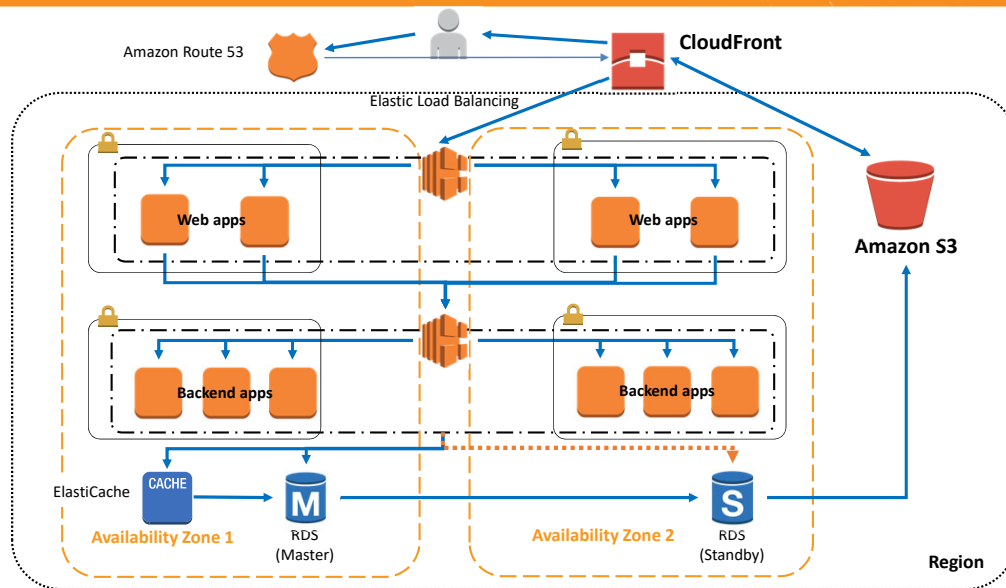 Amazon Route 53
CloudFront
Elastic Load Balancing
Web apps
Web apps
Amazon S3
Backend apps
Backend apps
ElastiCache
CACHE
M
S
Availability Zone 1
RDS
(Master)
Availability Zone 2
RDS
(Standby)
Region